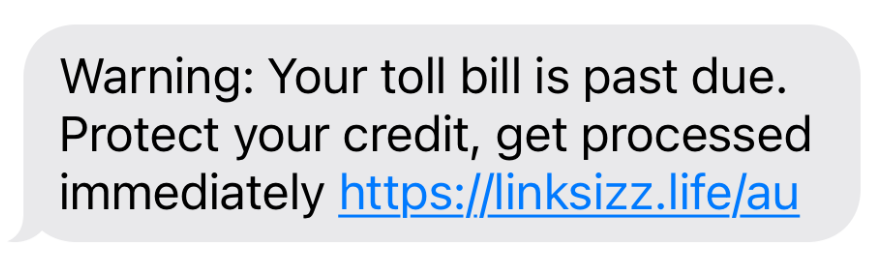 Warning: Your toll bill is past due.
Protect your credit, get processed
immediately https://linksizz.life/au